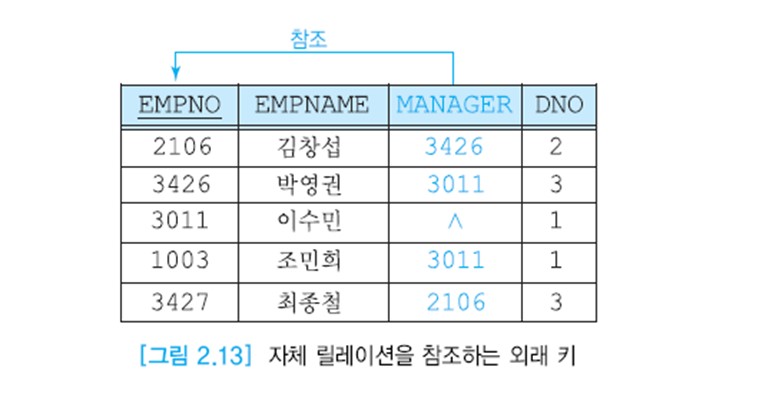 참조
EMPNO EMPNAME MANAGER DNO
2106 김창섭 3426 2
3426 박영권 3011 3
3011 이수민 ∧ 1
1003 조민희 3011 1
3427 최종철 2106 3
[그림 2.13] 자체 릴레이션을 참조하는 외래 키